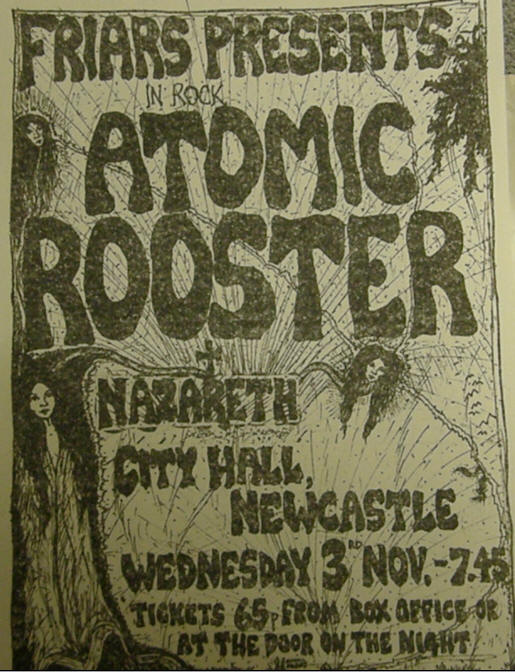 FRIARS PRESENTS
IN ROCK
ATOMIC
ROOSTER
+
NAZARETH
CITY HALL,
NEWCASTLE
WEDNESDAY 3RD NOV.-7.45
TICKETS 65p FROM BOX OFFICE OR
AT THE DOOR ON THE NIGHT